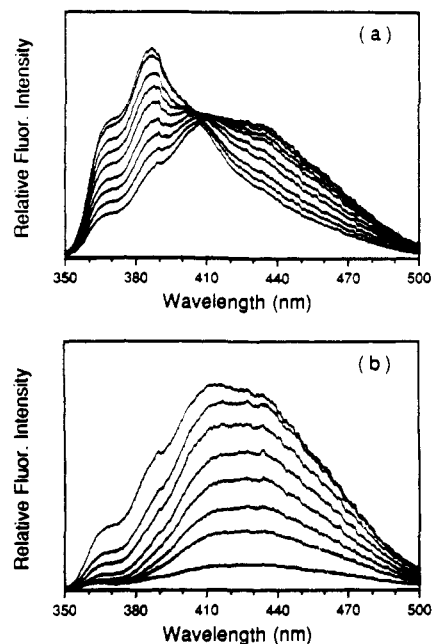 (a)
Relative Fluor. Intensity
350 380 410 440 470 500
Wavelength (nm)
(b)
Relative Fluor. Intensity
350 380 410 440 470 500
Wavelength (nm)